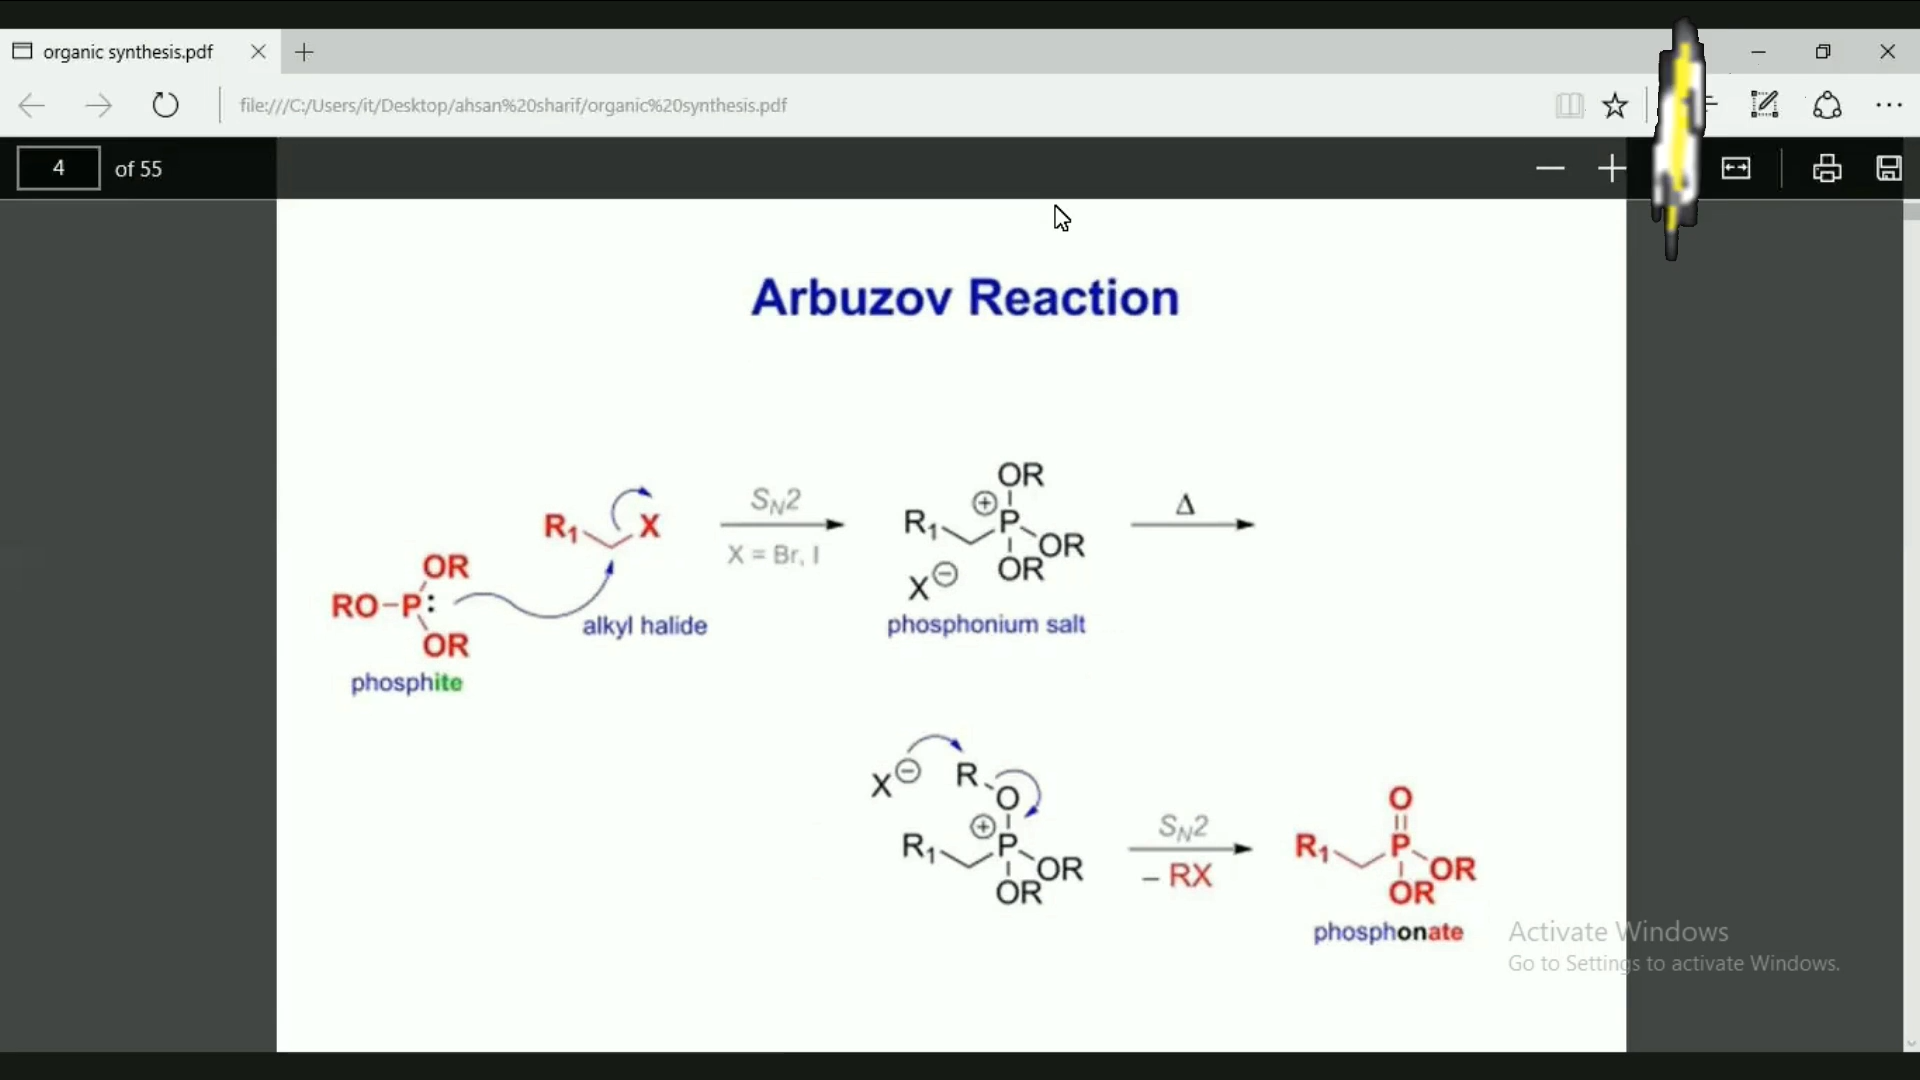 organic synthesis.pdf
file:///C:/Users/it/Desktop/ahsan%20sharif/organic%20synthesis.pdf
4 of 55
Arbuzov Reaction
OR
R1 X
SN2
X = Br, I
R1 P
OR
OR
X
phosphonium salt
Δ
OR
RO-P:
OR
phosphite
alkyl halide
X R
O
R1 P
OR
OR
SN2
– RX
O
R1 P
OR
OR
phosphonate
Activate Windows
Go to Settings to activate Windows.